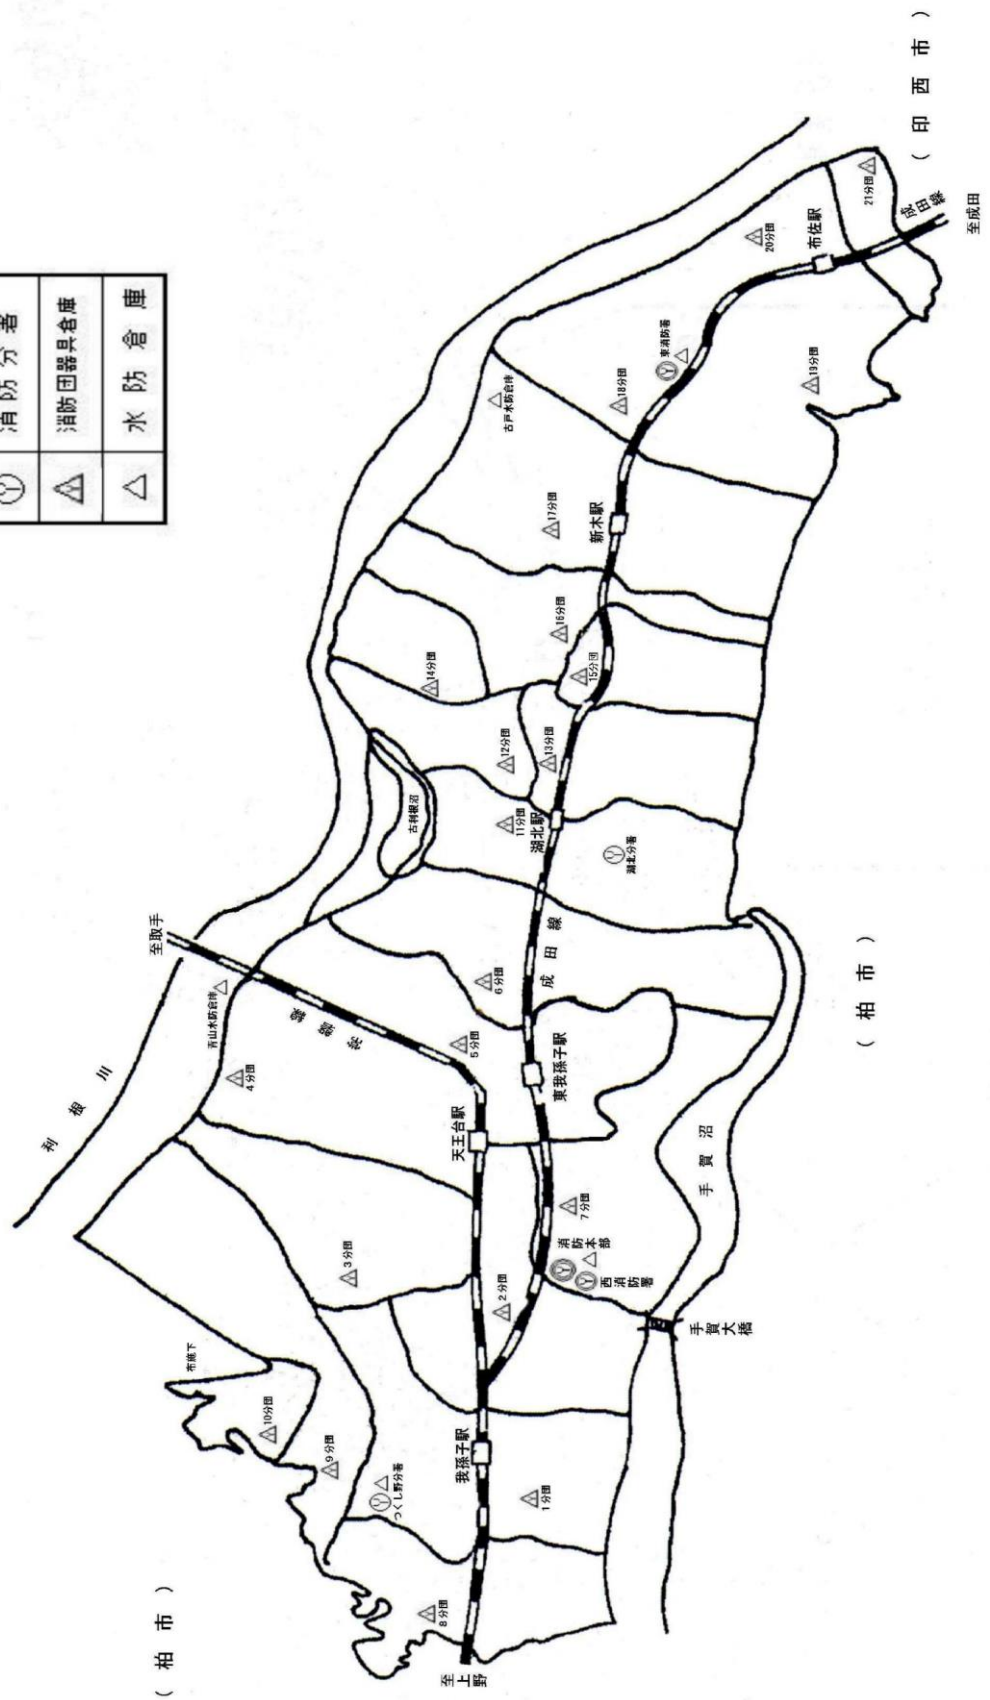 消防分署
消防団器具倉庫
水防倉庫
（柏市）
（印西市）
（柏市）
利根川
至取手
青山水防倉庫
常磐線
4分団
5分団
6分団
3分団
布施下
10分団
9分団
つくし野分署
8分団
至上野
我孫子駅
1分団
2分団
天王台駅
東我孫子駅
成田線
7分団
消防本部
西消防署
手賀大橋
手賀沼
古利根沼
11分団
湖北駅
湖北分署
12分団
13分団
14分団
15分団
16分団
17分団
新木駅
古戸水防倉庫
18分団
東消防署
19分団
20分団
布佐駅
21分団
成田線
至成田